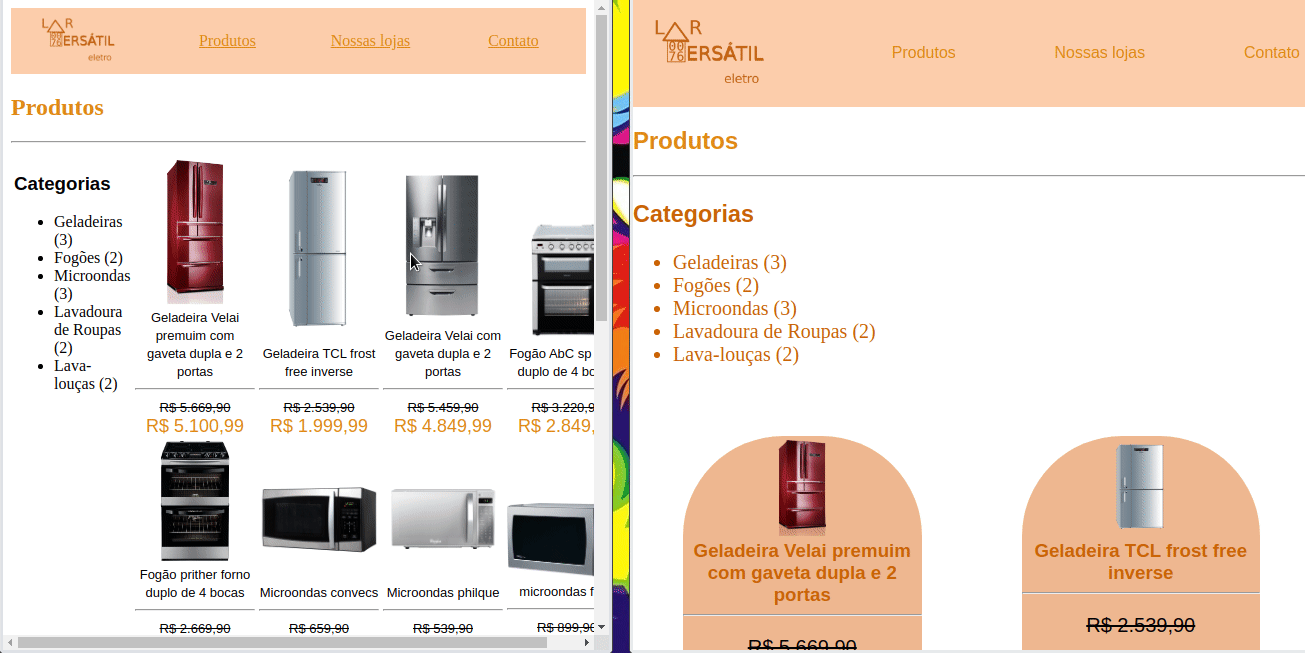 L R
0078 ERSÁTIL
eletro
Produtos
Nossas lojas
Contato
Produtos
Categorias
Geladeiras
(3)
Fogões (2)
Microondas
(3)
Lavadoura
de Roupas
(2)
Lava-
louças (2)
Geladeira Velai
premuim com
gaveta dupla e 2
portas
R$ 5.669,90
R$ 5.100,99
Geladeira TCL frost
free inverse
R$ 2.539,90
R$ 1.999,99
Geladeira Velai com
gaveta dupla e 2
portas
R$ 5.459,90
R$ 4.849,99
Fogão AbC sp
duplo de 4 bo
R$ 3.220,9
R$ 2.849,
Fogão prither forno
duplo de 4 bocas
R$ 2.669,90
Microondas convecs
R$ 659,90
Microondas philque
R$ 539,90
microondas f
R$ 899,90
L R
00
76 ERSÁTIL
eletro
Produtos
Nossas lojas
Contato
Produtos
Categorias
Geladeiras (3)
Fogões (2)
Microondas (3)
Lavadoura de Roupas (2)
Lava-louças (2)
Geladeira Velai premuim
com gaveta dupla e 2
portas
R$ 5.669,90
Geladeira TCL frost free
inverse
R$ 2.539,90